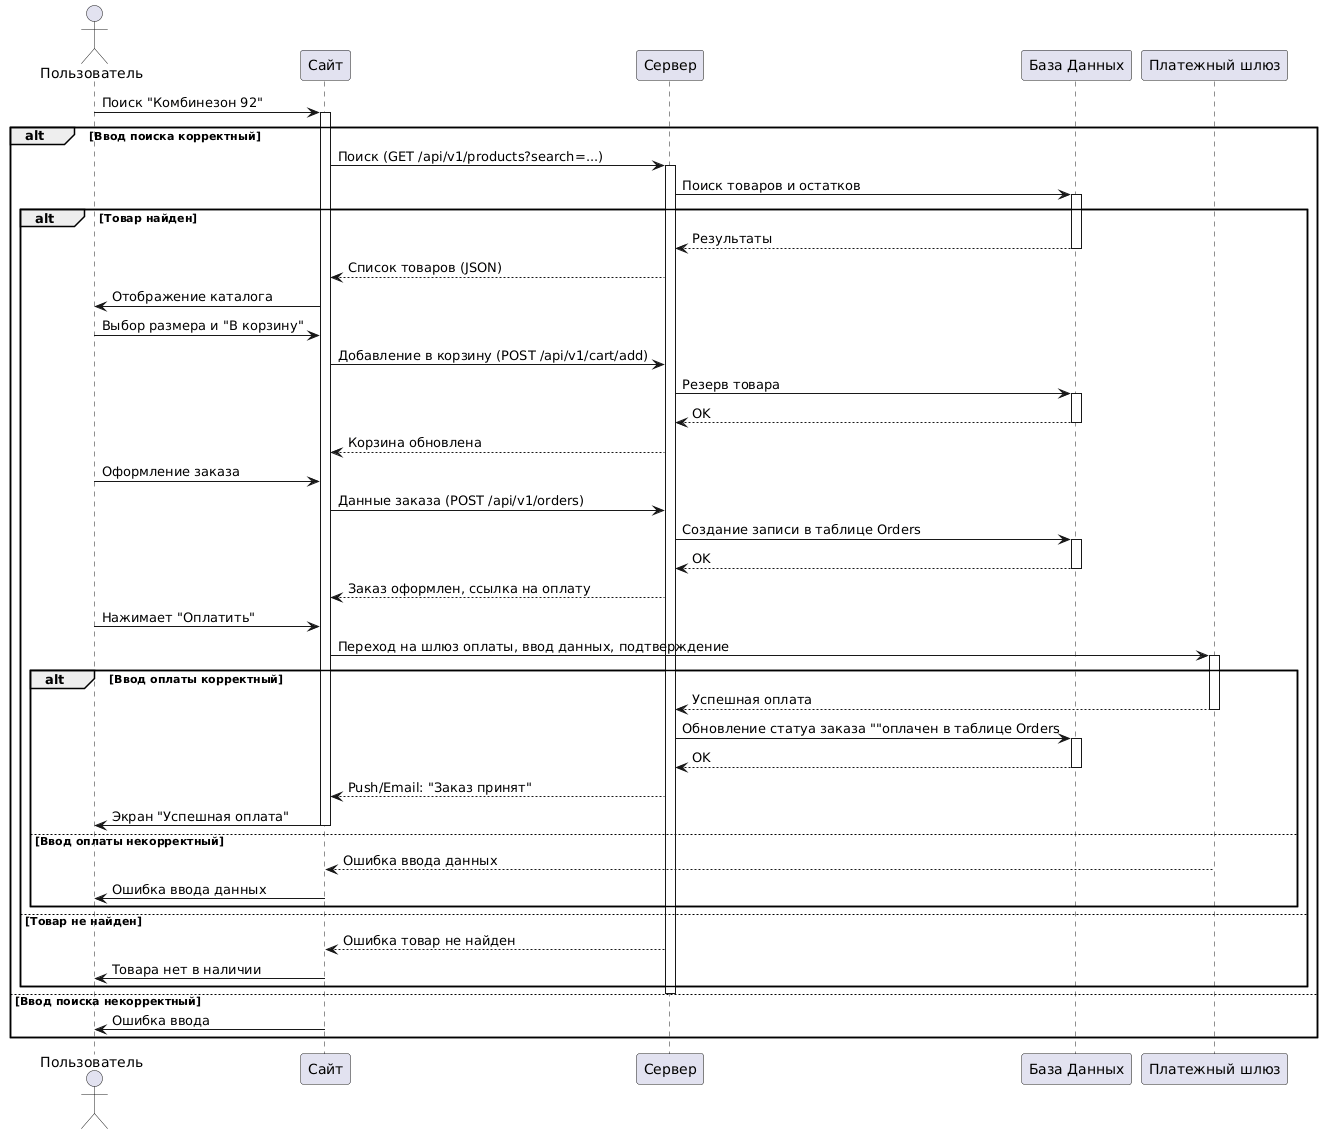 Пользователь
Сайт
Сервер
База Данных
Платежный шлюз
Поиск "Комбинезон 92"
alt
[Ввод поиска корректный]
Поиск (GET /api/v1/products?search=...)
Поиск товаров и остатков
alt
[Товар найден]
Результаты
Список товаров (JSON)
Отображение каталога
Выбор размера и "В корзину"
Добавление в корзину (POST /api/v1/cart/add)
Резерв товара
OK
Корзина обновлена
Оформление заказа
Данные заказа (POST /api/v1/orders)
Создание записи в таблице Orders
OK
Заказ оформлен, ссылка на оплату
Нажимает "Оплатить"
Переход на шлюз оплаты, ввод данных, подтверждение
alt
[Ввод оплаты корректный]
Успешная оплата
Обновление статуа заказа ""оплачен в таблице Orders
OK
Push/Email: "Заказ принят"
Экран "Успешная оплата"
[Ввод оплаты некорректный]
Ошибка ввода данных
Ошибка ввода данных
[Товар не найден]
Ошибка товар не найден
Товара нет в наличии
[Ввод поиска некорректный]
Ошибка ввода
Пользователь
Сайт
Сервер
База Данных
Платежный шлюз